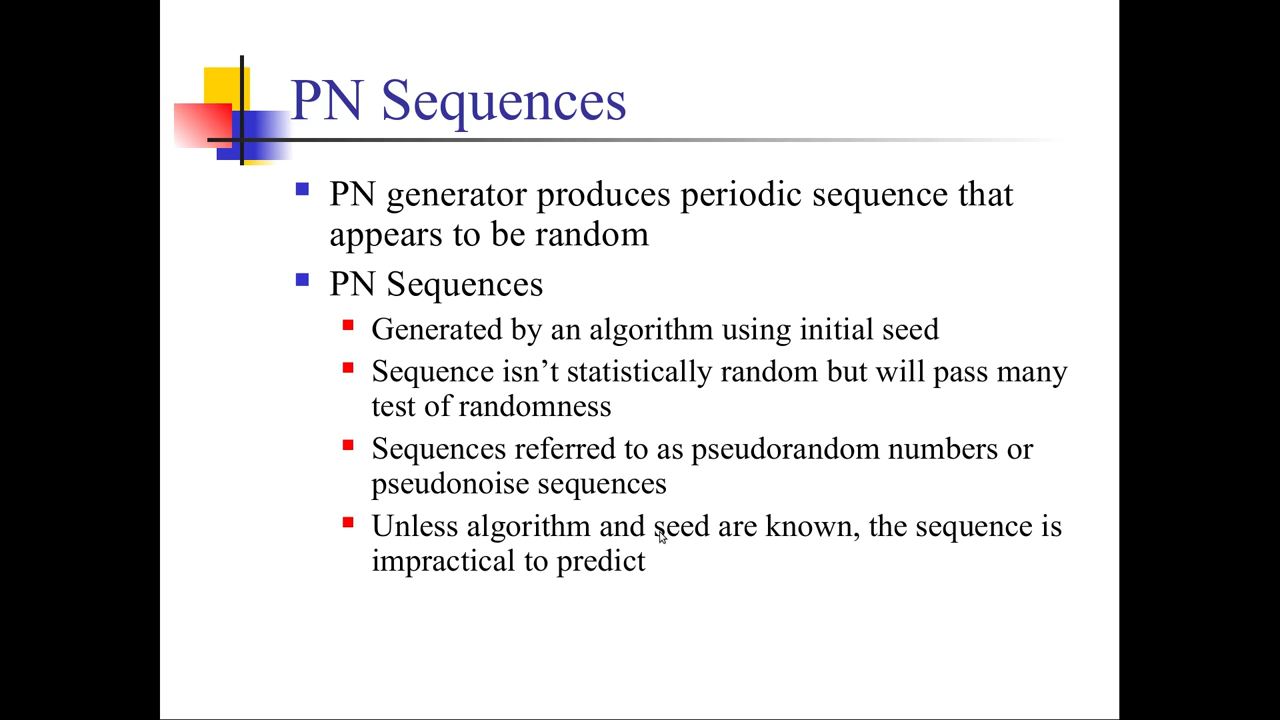 PN Sequences
PN generator produces periodic sequence that
appears to be random
PN Sequences
Generated by an algorithm using initial seed
Sequence isn’t statistically random but will pass many
test of randomness
Sequences referred to as pseudorandom numbers or
pseudonoise sequences
Unless algorithm and seed are known, the sequence is
impractical to predict